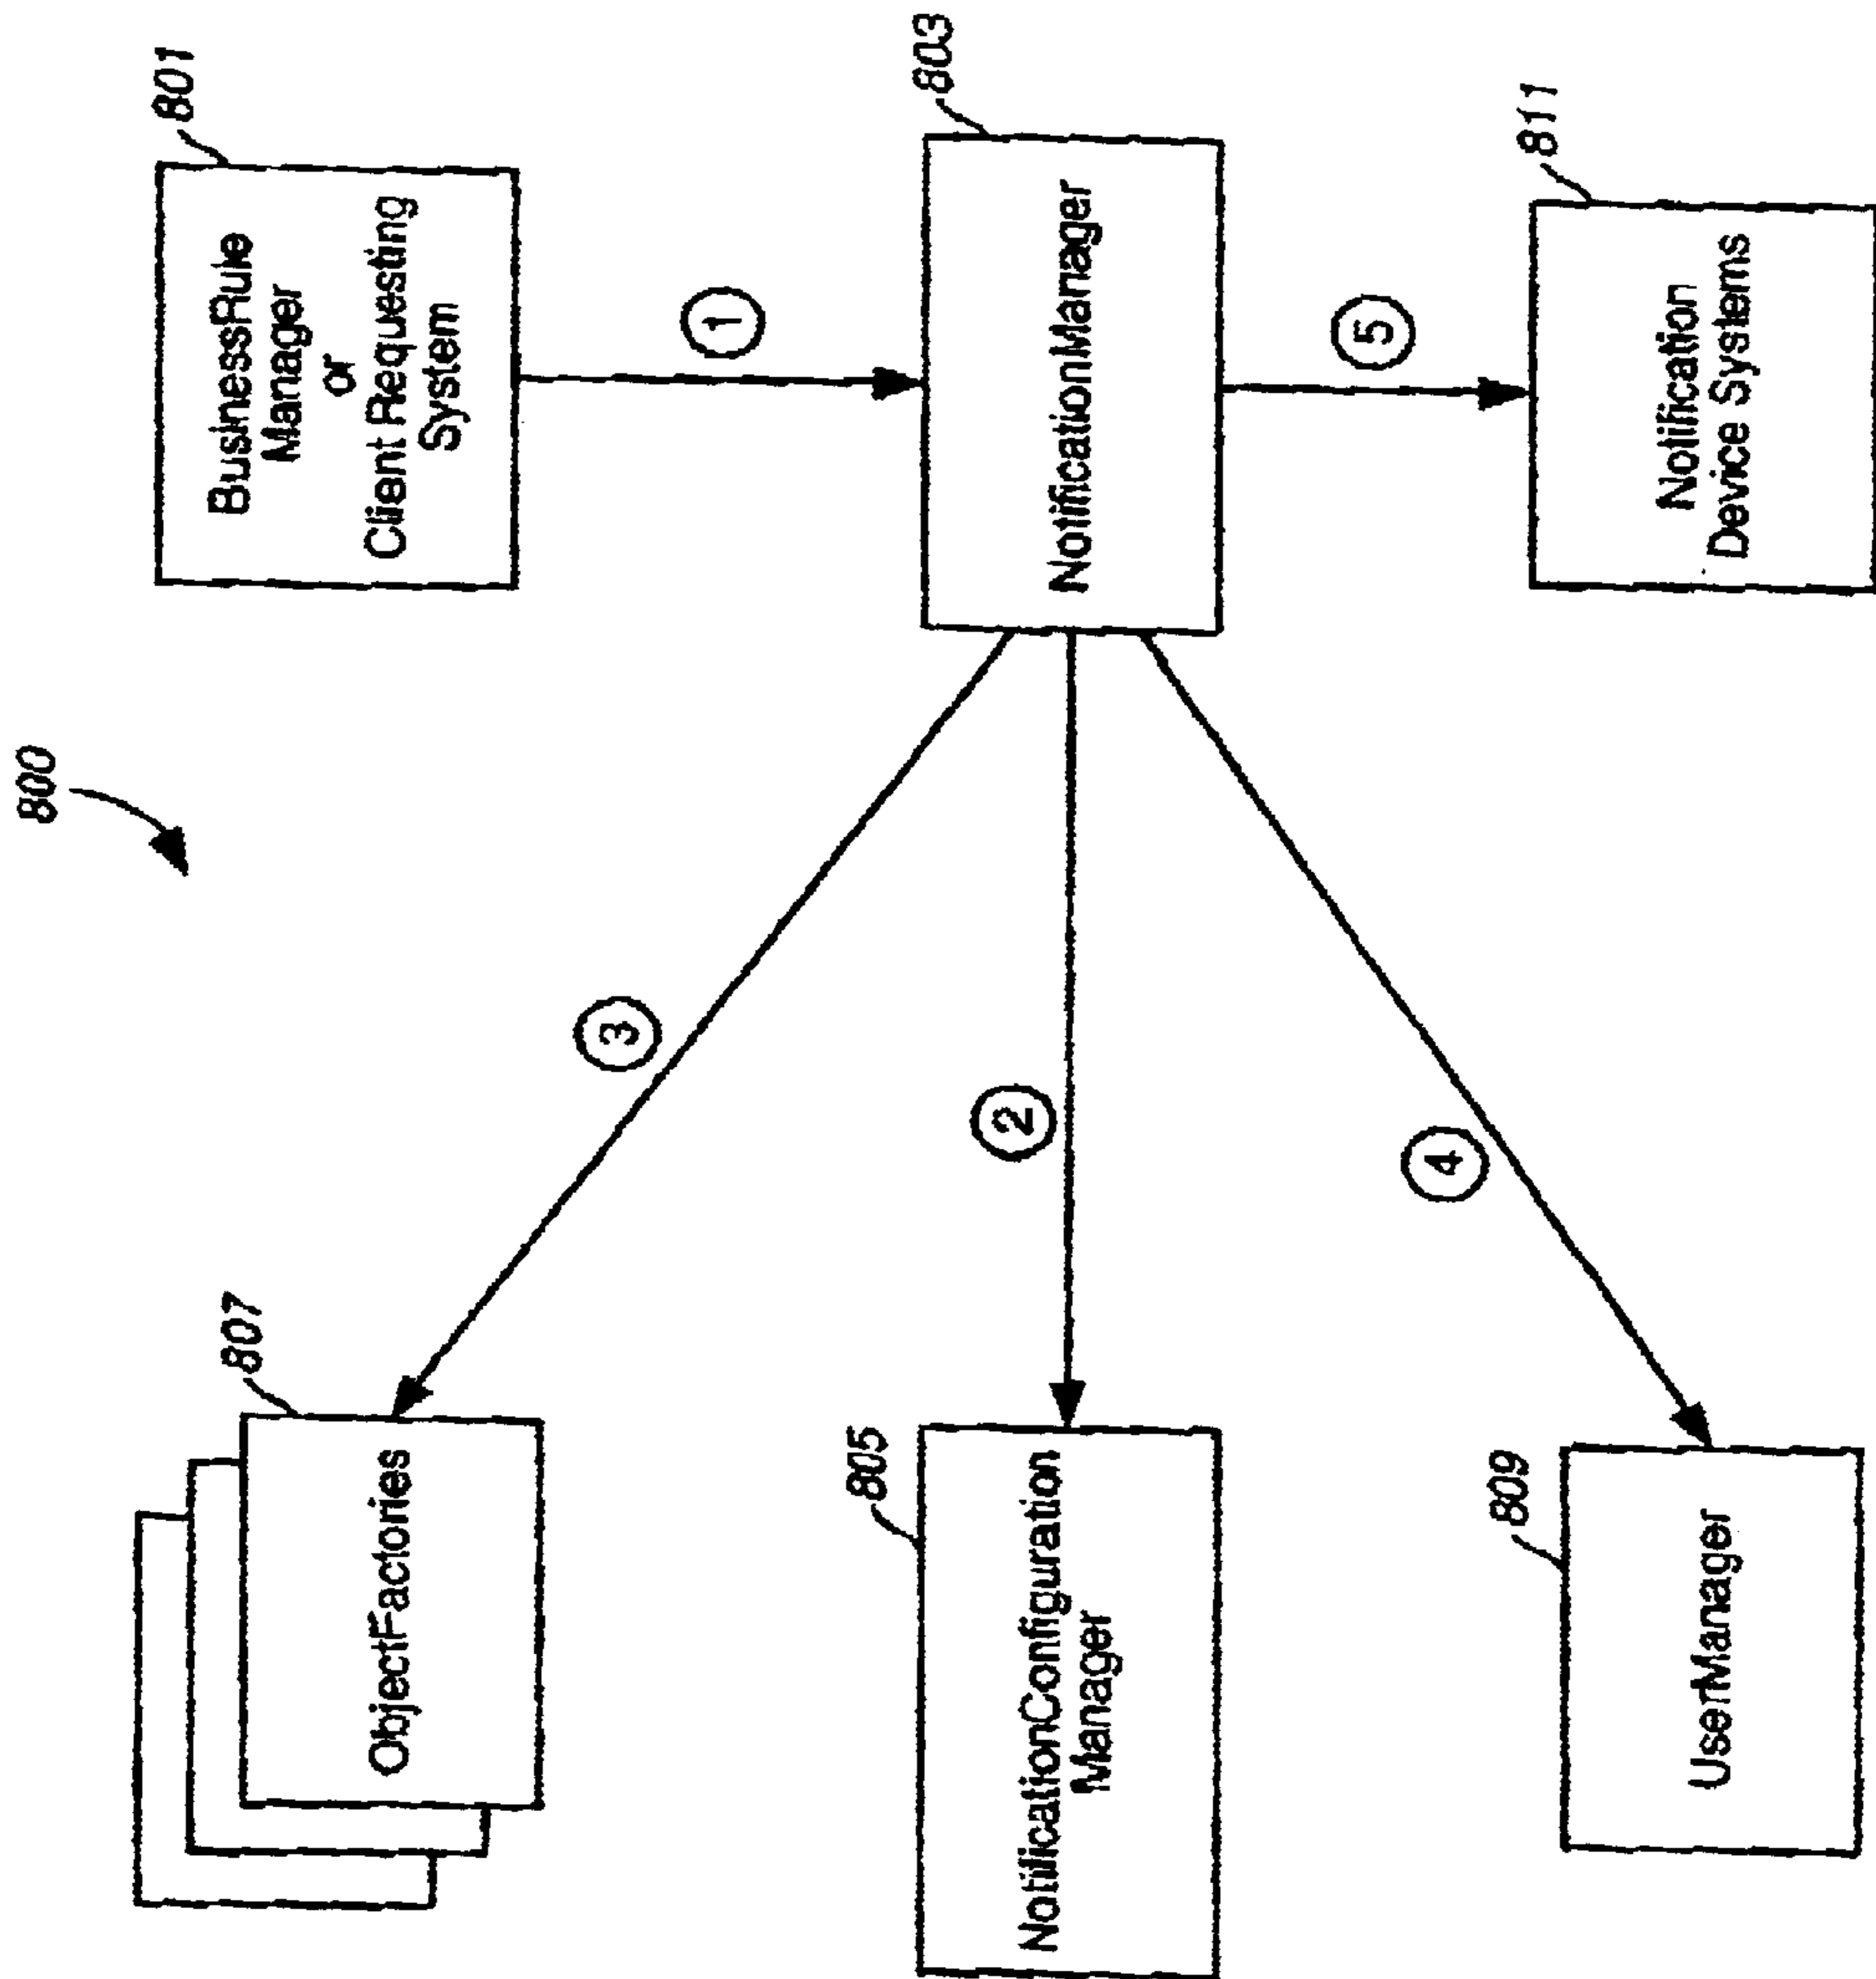 800
807
ObjectFactories
3
801
BusinessRule
Manager
or
Client Requesting
System
1
805
NotificationConfiguration
Manager
2
803
NotificationManager
809
UserManager
4
5
811
Notification
Device Systems